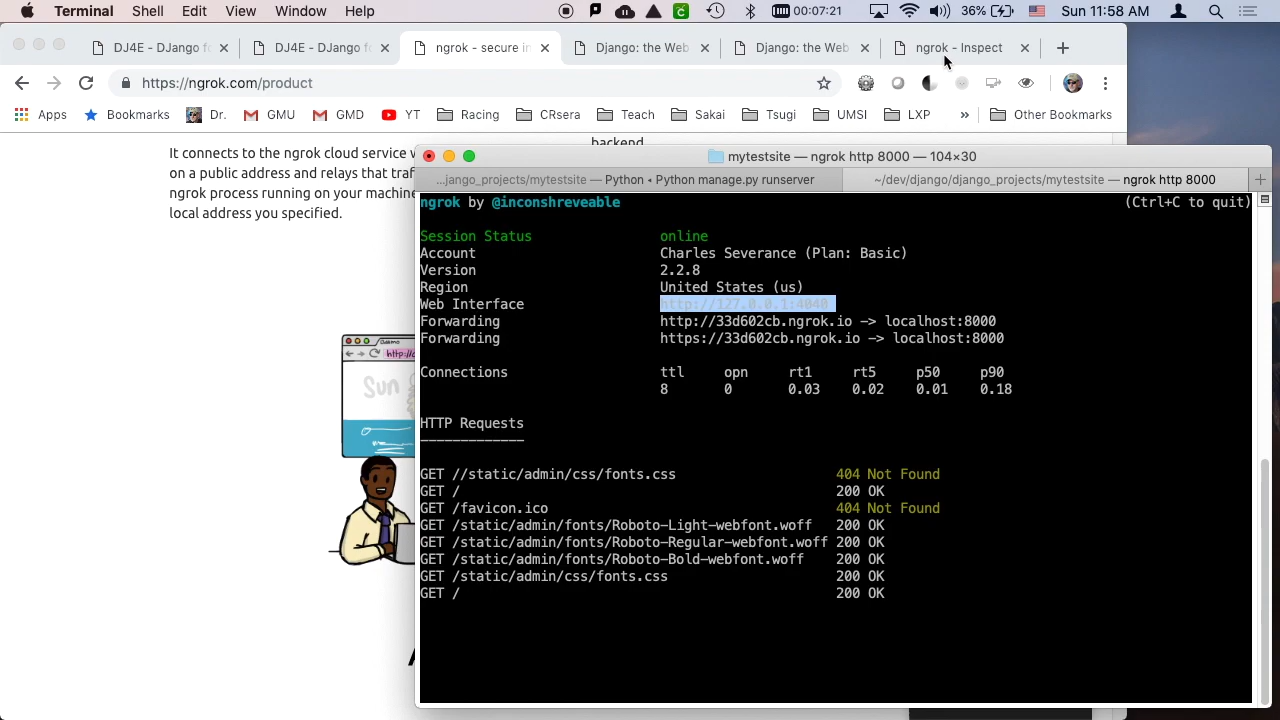 Terminal Shell Edit View Window Help 00:07:21 36% Sun 11:58 AM
DJ4E - DJango fo DJ4E - DJango fo ngrok - secure in Django: the Web Django: the Web ngrok - Inspect
https://ngrok.com/product
Apps Bookmarks Dr. GMU GMD YT Racing CRsera Teach Sakai Tsugi UMSI LXP » Other Bookmarks
backend.
It connects to the ngrok cloud service w
on a public address and relays that traf
ngrok process running on your machine
local address you specified.
http://
Sun
mytestsite — ngrok http 8000 — 104×30
...jango_projects/mytestsite — Python ◂ Python manage.py runserver ~/dev/django/django_projects/mytestsite — ngrok http 8000
ngrok by @inconshreveable (Ctrl+C to quit)
Session Status online
Account Charles Severance (Plan: Basic)
Version 2.2.8
Region United States (us)
Web Interface http://127.0.0.1:4040
Forwarding http://33d602cb.ngrok.io -> localhost:8000
Forwarding https://33d602cb.ngrok.io -> localhost:8000
Connections ttl opn rt1 rt5 p50 p90
8 0 0.03 0.02 0.01 0.18
HTTP Requests
-------------
GET //static/admin/css/fonts.css 404 Not Found
GET / 200 OK
GET /favicon.ico 404 Not Found
GET /static/admin/fonts/Roboto-Light-webfont.woff 200 OK
GET /static/admin/fonts/Roboto-Regular-webfont.woff 200 OK
GET /static/admin/fonts/Roboto-Bold-webfont.woff 200 OK
GET /static/admin/css/fonts.css 200 OK
GET / 200 OK